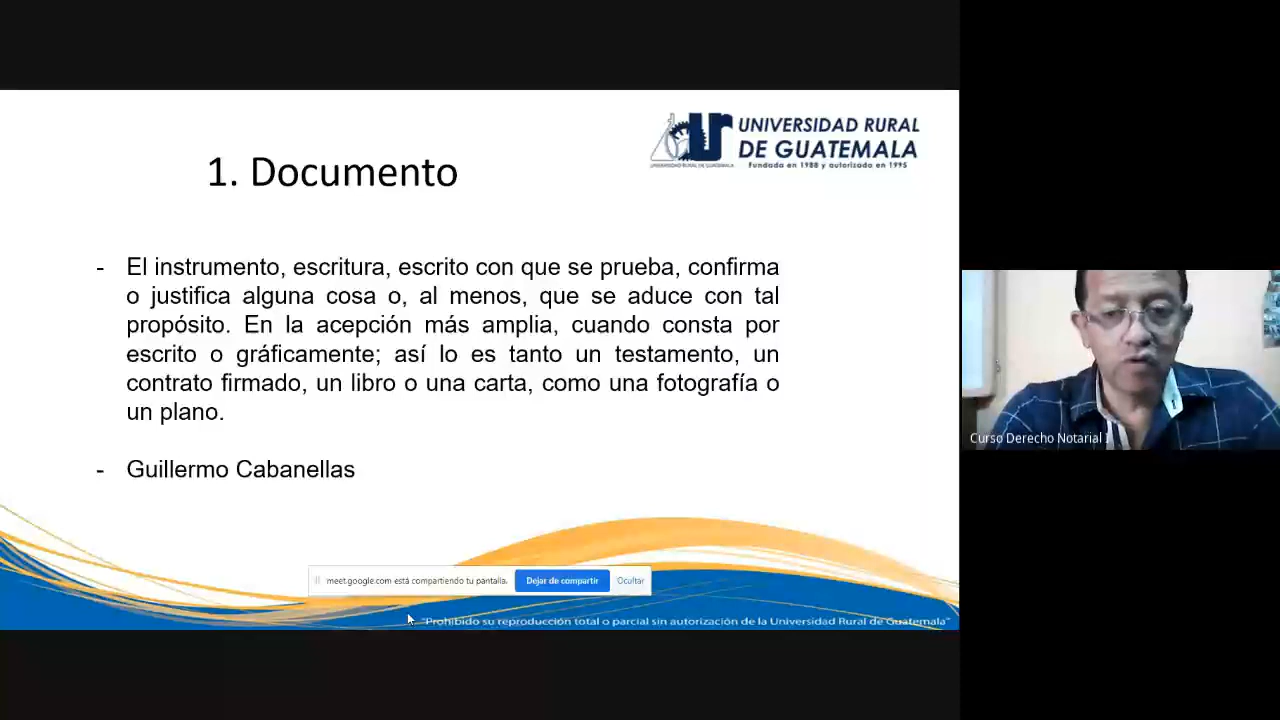 UNIVERSIDAD RURAL
DE GUATEMALA
Fundada en 1988 y autorizada en 1995
UNIVERSIDAD RURAL DE GUATEMALA
1. Documento
- El instrumento, escritura, escrito con que se prueba, confirma
o justifica alguna cosa o, al menos, que se aduce con tal
propósito. En la acepción más amplia, cuando consta por
escrito o gráficamente; así lo es tanto un testamento, un
contrato firmado, un libro o una carta, como una fotografía o
un plano.
- Guillermo Cabanellas
meet.google.com está compartiendo tu pantalla.
Dejar de compartir
Ocultar
"Prohibido su reproducción total o parcial sin autorización de la Universidad Rural de Guatemala"
Curso Derecho Notarial I